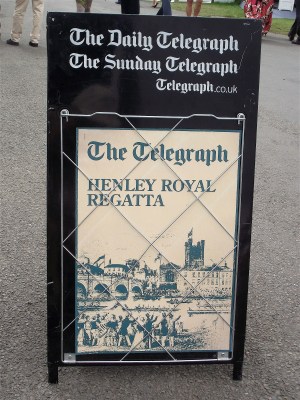 The Daily Telegraph
The Sunday Telegraph
Telegraph.co.uk
The Telegraph
HENLEY ROYAL
REGATTA